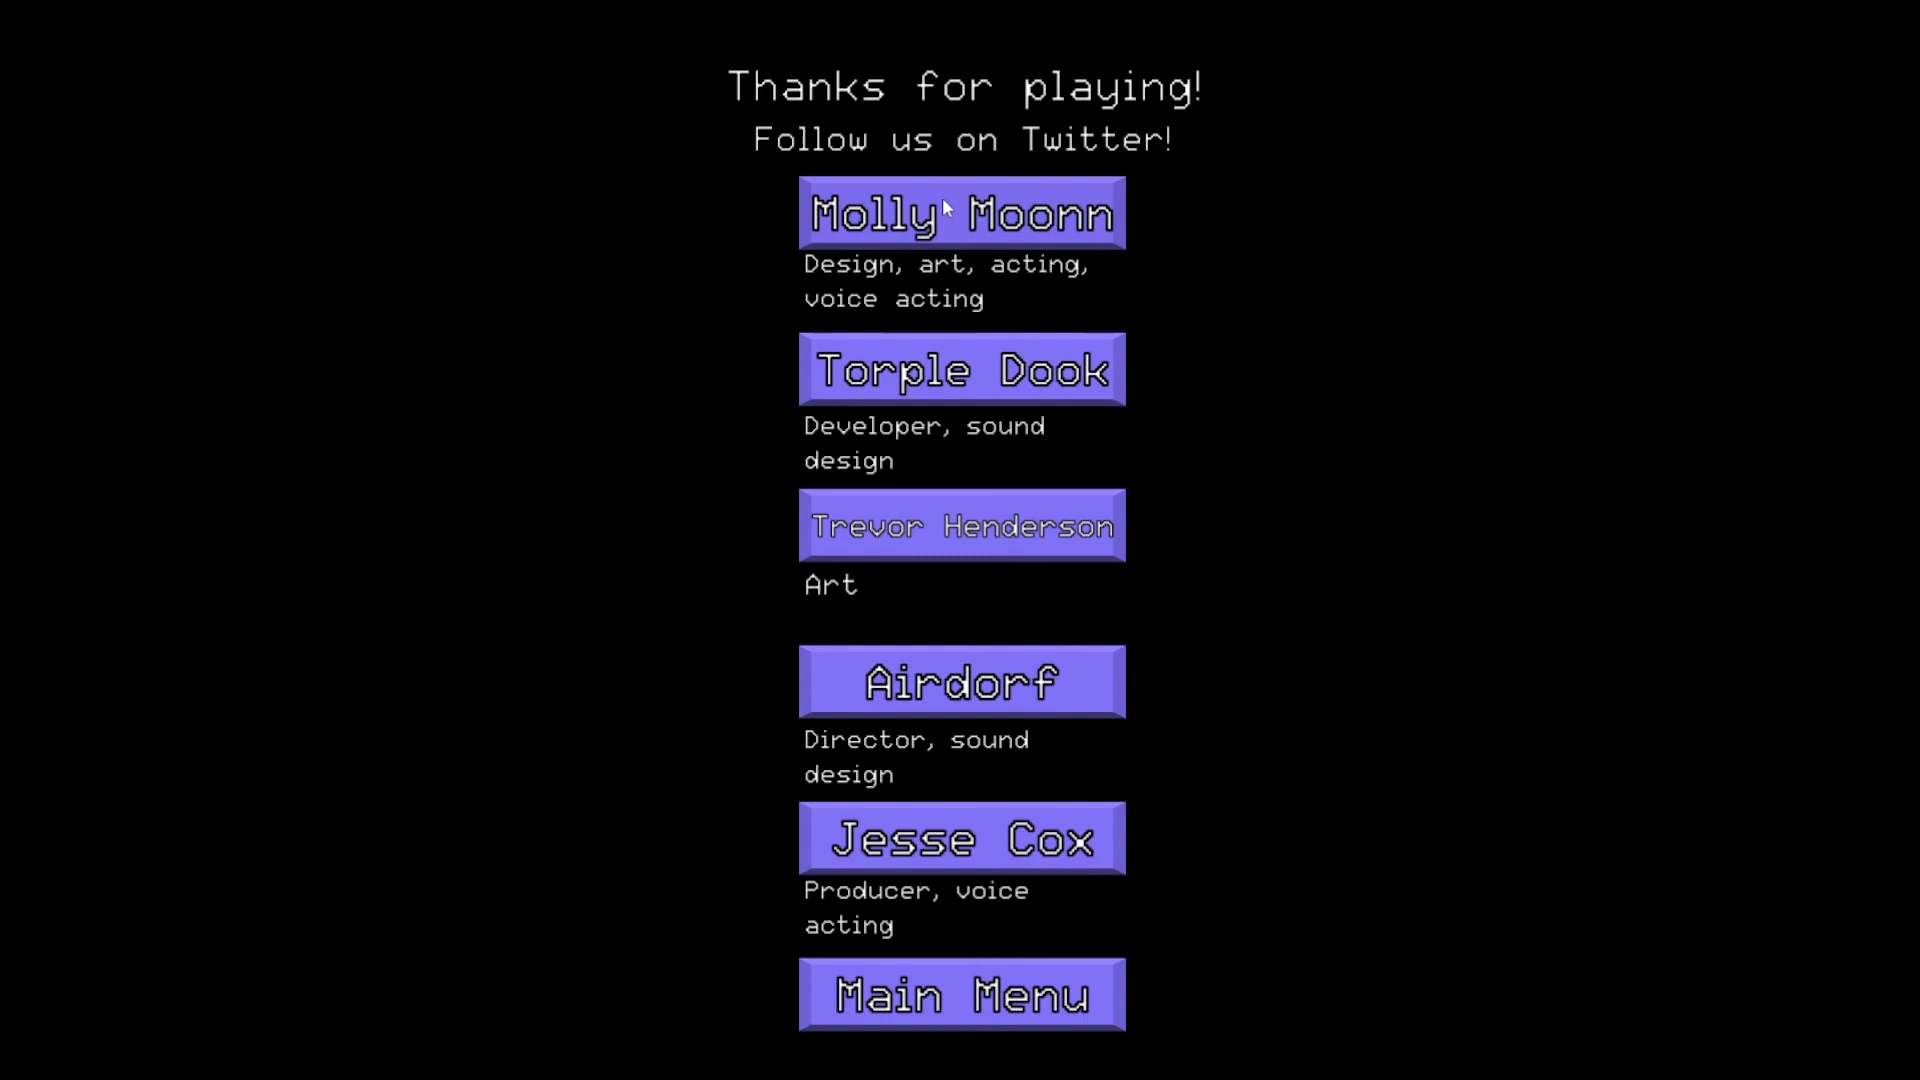 Thanks for playing!
Follow us on Twitter!
Molly Moonn
Design, art, acting,
voice acting
Torple Dook
Developer, sound
design
Trevor Henderson
Art
Airdorf
Director, sound
design
Jesse Cox
Producer, voice
acting
Main Menu